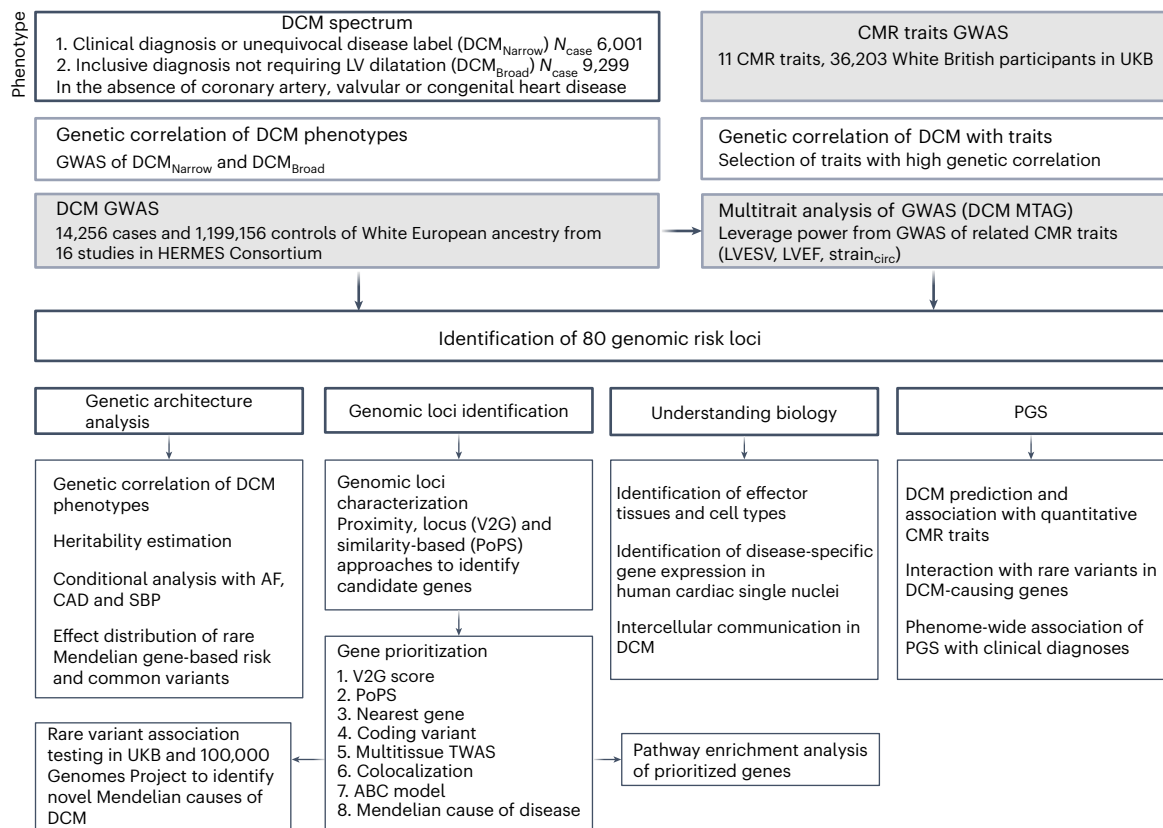 Phenotype
DCM spectrum
1. Clinical diagnosis or unequivocal disease label (DCM_Narrow) N_case 6,001
2. Inclusive diagnosis not requiring LV dilatation (DCM_Broad) N_case 9,299
In the absence of coronary artery, valvular or congenital heart disease
CMR traits GWAS
11 CMR traits, 36,203 White British participants in UKB
Genetic correlation of DCM phenotypes
GWAS of DCM_Narrow and DCM_Broad
Genetic correlation of DCM with traits
Selection of traits with high genetic correlation
DCM GWAS
14,256 cases and 1,199,156 controls of White European ancestry from
16 studies in HERMES Consortium
Multitrait analysis of GWAS (DCM MTAG)
Leverage power from GWAS of related CMR traits
(LVESV, LVEF, strain_circ)
Identification of 80 genomic risk loci
Genetic architecture
analysis
Genetic correlation of DCM
phenotypes
Heritability estimation
Conditional analysis with AF,
CAD and SBP
Effect distribution of rare
Mendelian gene-based risk
and common variants
Rare variant association
testing in UKB and 100,000
Genomes Project to identify
novel Mendelian causes of
DCM
Genomic loci identification
Genomic loci
characterization
Proximity, locus (V2G) and
similarity-based (PoPS)
approaches to identify
candidate genes
Gene prioritization
1. V2G score
2. PoPS
3. Nearest gene
4. Coding variant
5. Multitissue TWAS
6. Colocalization
7. ABC model
8. Mendelian cause of disease
Understanding biology
Identification of effector
tissues and cell types
Identification of disease-specific
gene expression in
human cardiac single nuclei
Intercellular communication in
DCM
Pathway enrichment analysis
of prioritized genes
PGS
DCM prediction and
association with quantitative
CMR traits
Interaction with rare variants in
DCM-causing genes
Phenome-wide association of
PGS with clinical diagnoses